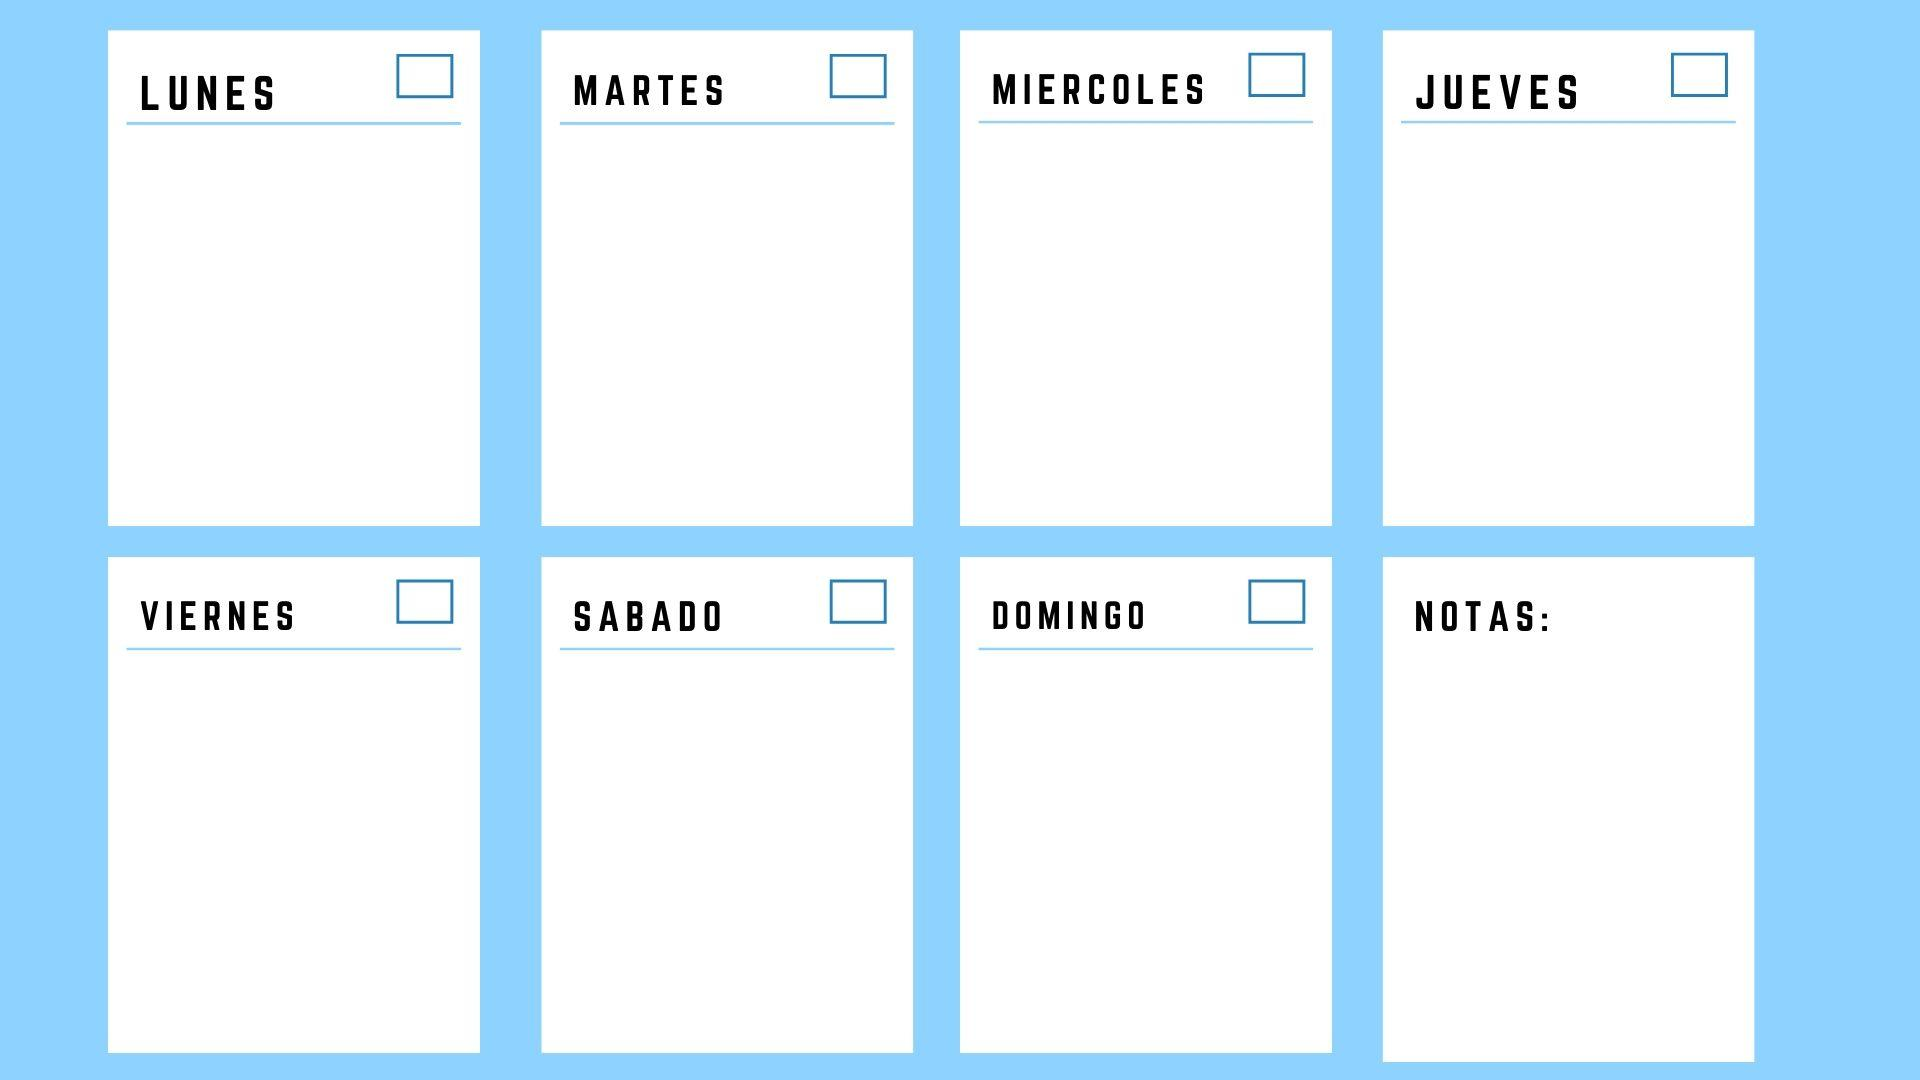 LUNES
MARTES
MIERCOLES
JUEVES
VIERNES
SABADO
DOMINGO
NOTAS: